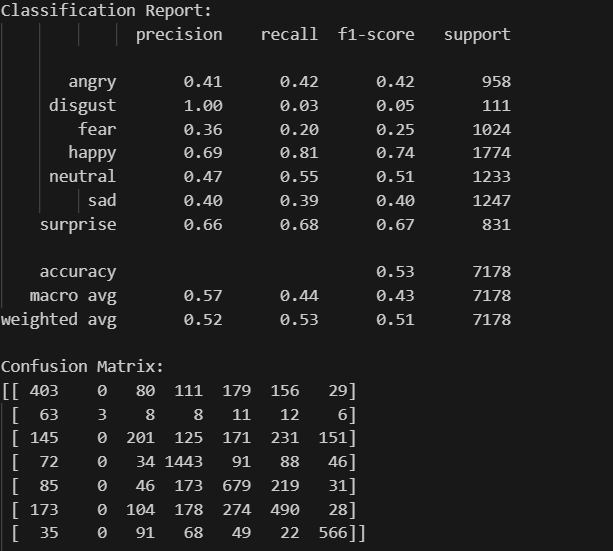 Classification Report:
precision recall f1-score support
angry 0.41 0.42 0.42 958
disgust 1.00 0.03 0.05 111
fear 0.36 0.20 0.25 1024
happy 0.69 0.81 0.74 1774
neutral 0.47 0.55 0.51 1233
sad 0.40 0.39 0.40 1247
surprise 0.66 0.68 0.67 831
accuracy 0.53 7178
macro avg 0.57 0.44 0.43 7178
weighted avg 0.52 0.53 0.51 7178
Confusion Matrix:
[[ 403 0 80 111 179 156 29]
[ 63 3 8 8 11 12 6]
[ 145 0 201 125 171 231 151]
[ 72 0 34 1443 91 88 46]
[ 85 0 46 173 679 219 31]
[ 173 0 104 178 274 490 28]
[ 35 0 91 68 49 22 566]]